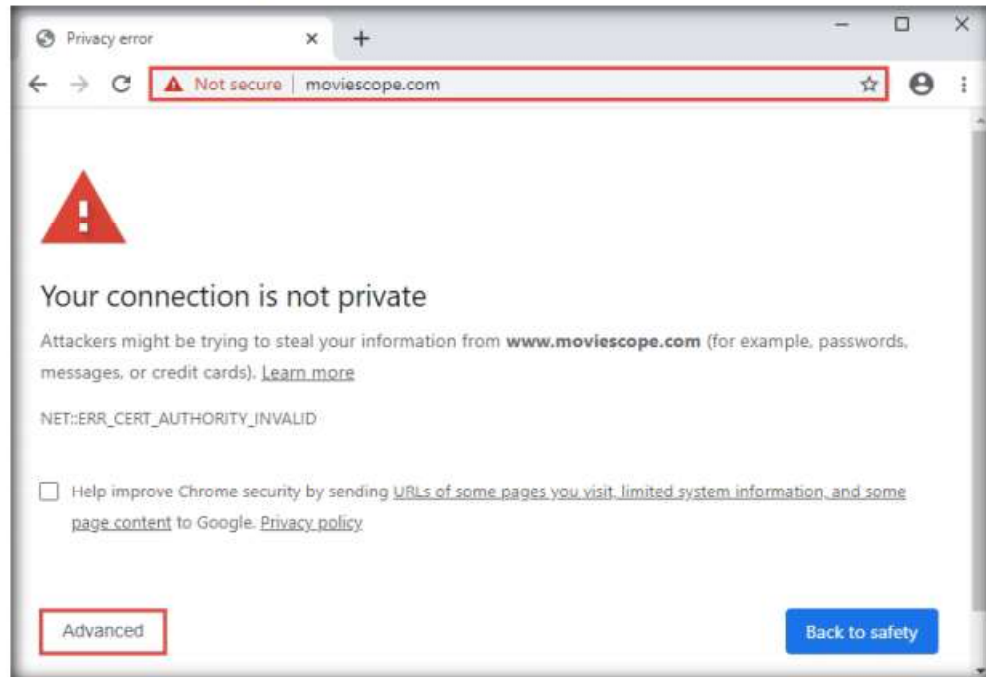 Privacy error
Not secure | moviescope.com
Your connection is not private
Attackers might be trying to steal your information from www.moviescope.com (for example, passwords,
messages, or credit cards). Learn more
NET::ERR_CERT_AUTHORITY_INVALID
Help improve Chrome security by sending URLs of some pages you visit, limited system information, and some
page content to Google. Privacy policy
Advanced
Back to safety